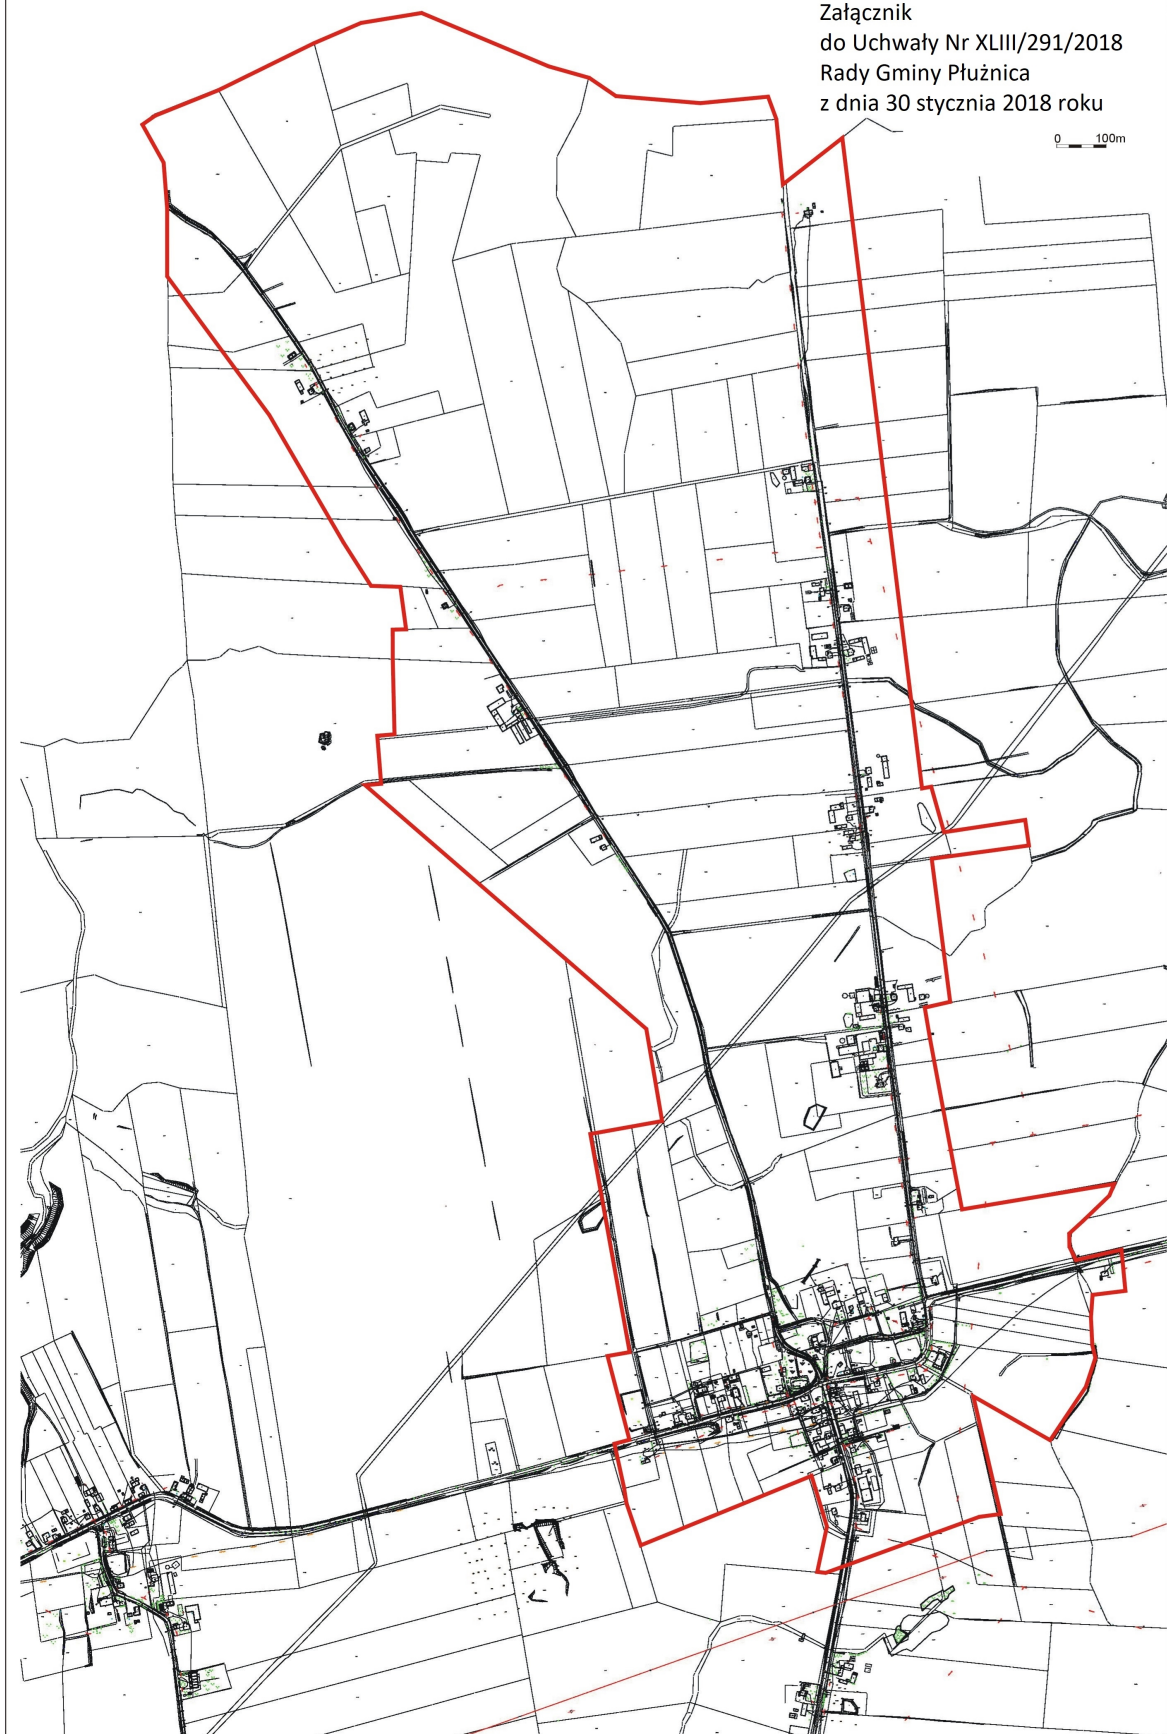 Załącznik
do Uchwały Nr XLIII/291/2018
Rady Gminy Płużnica
z dnia 30 stycznia 2018 roku
0 100m